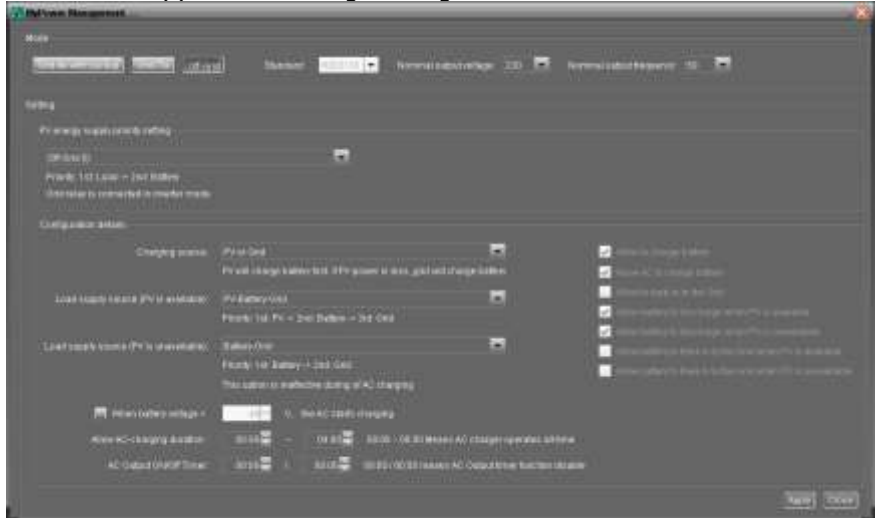 MyPower Management
Mode
Grid-tie with backup Grid-Tie Off-Grid
Standard: Nominal output voltage: 230 Nominal output frequency: 50
Setting
PV energy supply priority setting
Off-Grid
Priority: 1st Load -> 2nd Battery
is connected in inverter mode
Configuration details
Charging source: PV or Grid
PV will charge battery first, if PV power is less, grid will charge battery
Load supply source (PV is available): PV-Battery-Grid
Priority: 1st PV -> 2nd Battery -> 3rd Grid
Load supply source (PV is unavailable): Battery-Grid
Priority: 1st Battery -> 2nd Grid
This option is ineffective during of AC charging
Allow to charge battery
Allow AC to charge battery
Allow to feed-in to the Grid
Allow battery to discharge when PV is available
Allow battery to discharge when PV is unavailable
Allow battery to feed-in to the Grid when PV is available
Allow battery to feed-in to the Grid when PV is unavailable
When battery voltage < V, the AC starts charging
Allow AC charging duration: 00:00 ~ 00:00 00:00 - 00:00 Means AC charger operates all time
AC Output ON/OFF Timer: 00:00 / 00:00 00:00 / 00:00 means AC Output timer function disable
Apply Close